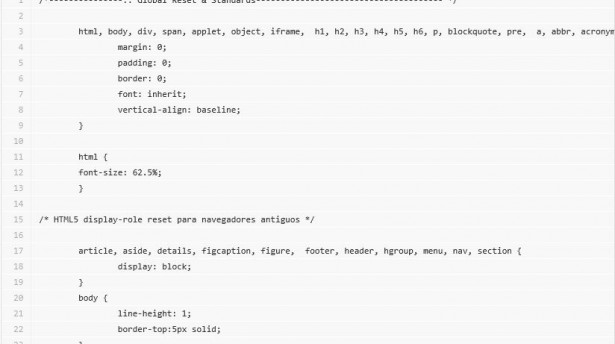 1 /*---------------.. Global Reset & Standards--------------------------------------- */
2
3 html, body, div, span, applet, object, iframe, h1, h2, h3, h4, h5, h6, p, blockquote, pre, a, abbr, acronym
4 margin: 0;
5 padding: 0;
6 border: 0;
7 font: inherit;
8 vertical-align: baseline;
9 }
10
11 html {
12 font-size: 62.5%;
13 }
14
15 /* HTML5 display-role reset para navegadores antiguos */
16
17 article, aside, details, figcaption, figure, footer, header, hgroup, menu, nav, section {
18 display: block;
19 }
20 body {
21 line-height: 1;
22 border-top:5px solid;
23 }